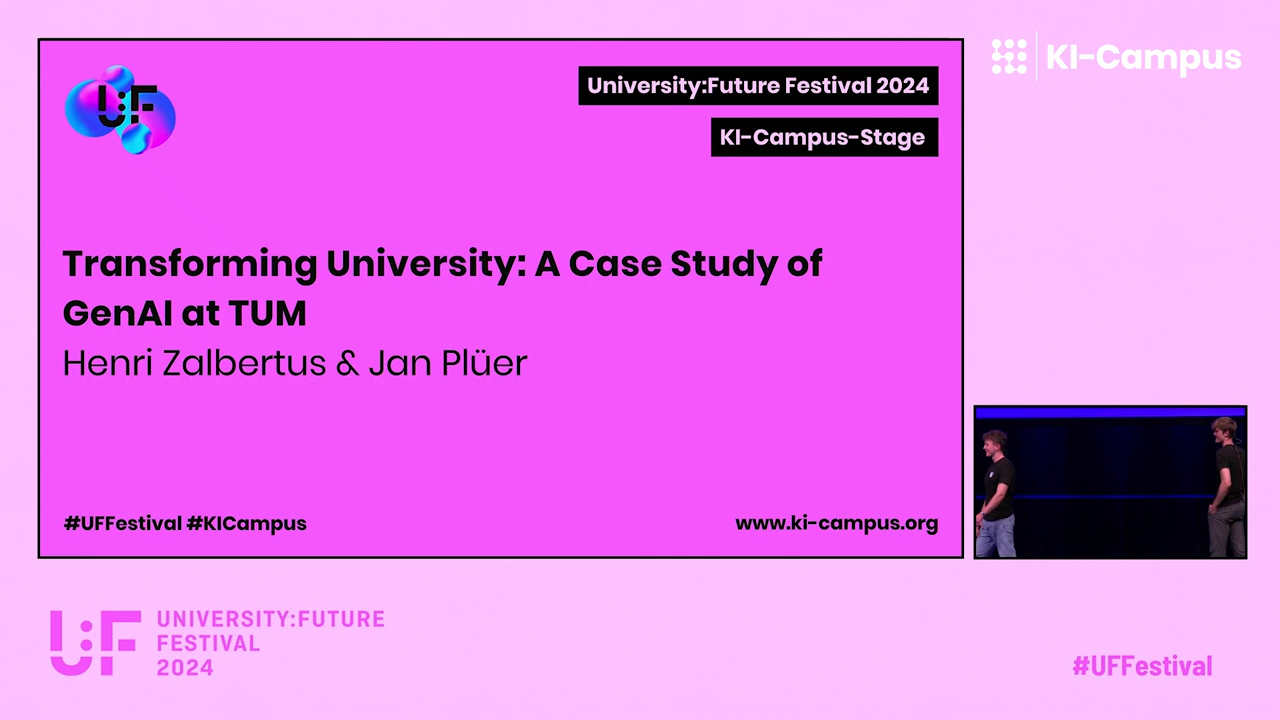 KI-Campus
U:F
University:Future Festival 2024
KI-Campus-Stage
Transforming University: A Case Study of
GenAI at TUM
Henri Zalbertus & Jan Plüer
#UFFestival #KICampus
www.ki-campus.org
U:F
UNIVERSITY:FUTURE
FESTIVAL
2024
#UFFestival